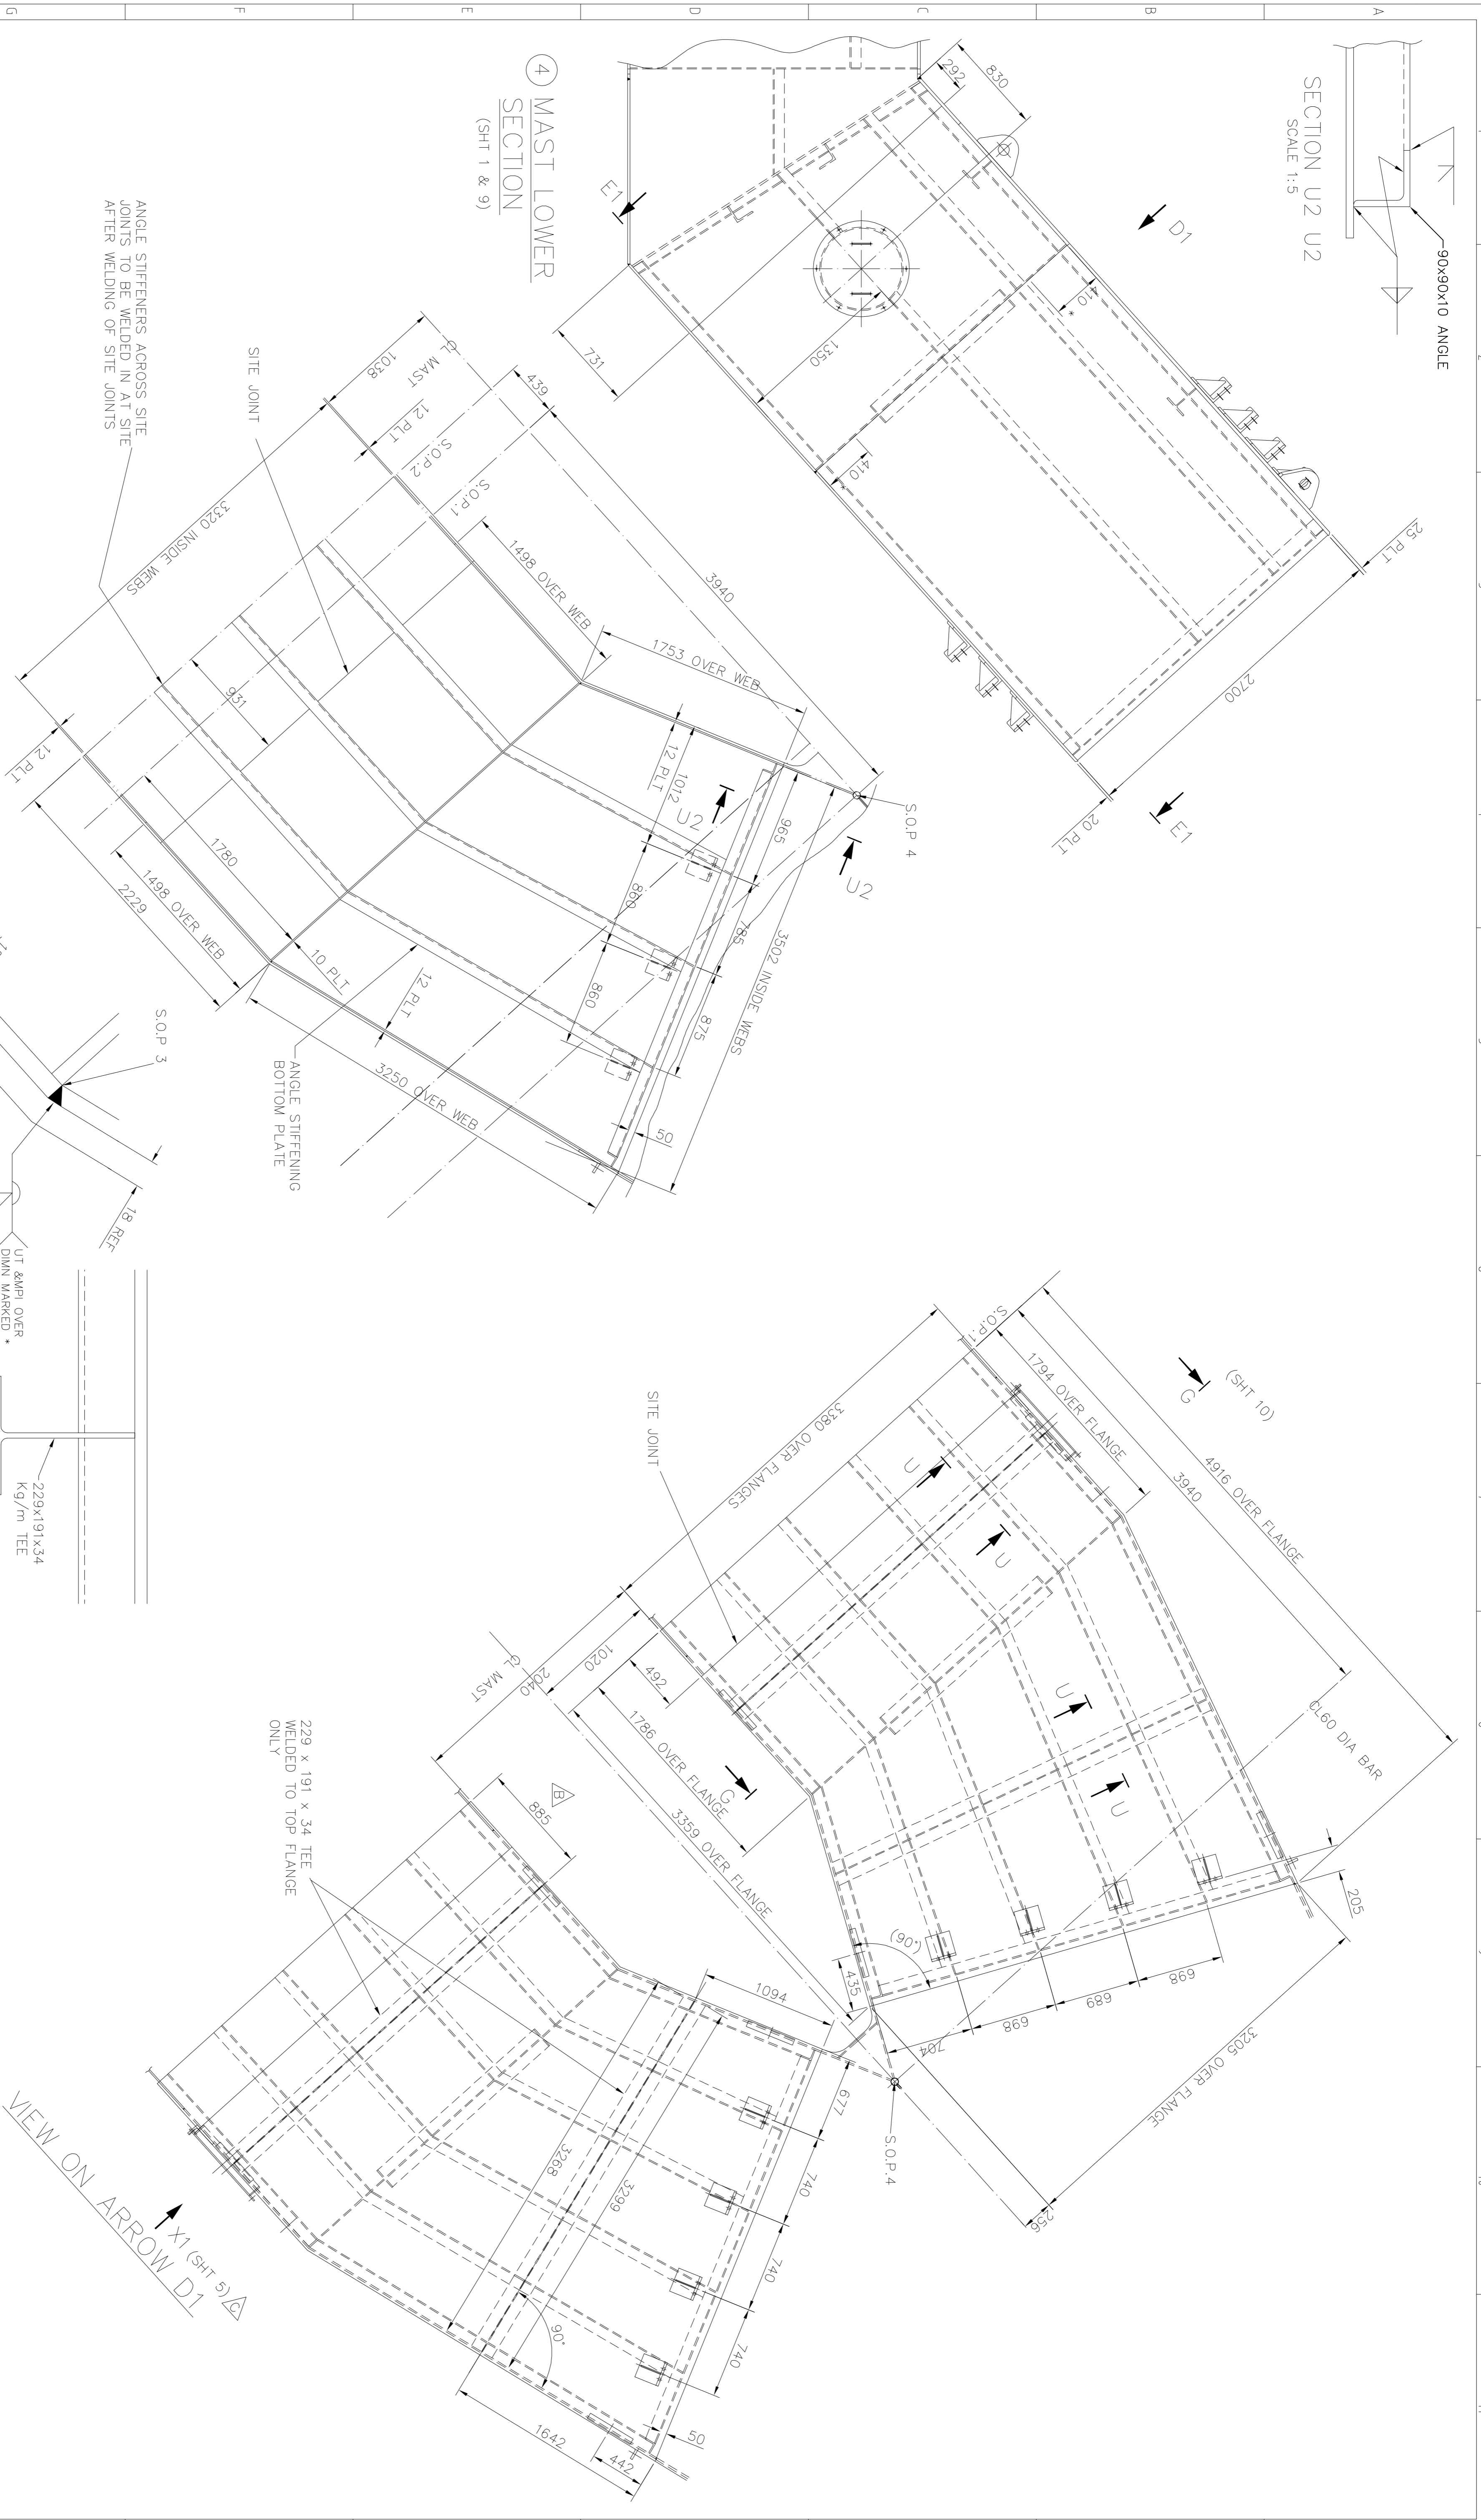 A
B
C
D
E
F
G
SECTION U2 U2
SCALE 1:5
90x90x10 ANGLE
830
292
D1
410
*
1350
410
*
25 PLT
2700
20 PLT
E1
E1
731
4
MAST LOWER
SECTION
(SHT 1 & 9)
ANGLE STIFFENERS ACROSS SITE
JOINTS TO BE WELDED IN AT SITE
AFTER WELDING OF SITE JOINTS
SITE JOINT
1038
CL MAST
439
12 PLT
S.O.P.2
S.O.P.1
1498 OVER WEB
3940
1753 OVER WEB
12 PLT
1012
U2
U2
S.O.P 4
965
785
875
3502 INSIDE WEBS
860
860
3320 INSIDE WEBS
931
12 PLT
1780
2229
1498 OVER WEB
10 PLT
12 PLT
ANGLE STIFFENING
BOTTOM PLATE
3250 OVER WEB
50
S.O.P 3
18 REF
UT &MPI OVER
DIMN MARKED *
229x191x34
Kg/m TEE
(SHT 10)
G
S.O.P.1
1794 OVER FLANGE
4916 OVER FLANGE
3940
3380 OVER FLANGES
SITE JOINT
U
U
U
U
CL60 DIA BAR
205
1020
2040
CL MAST
492
1786 OVER FLANGE
G
3359 OVER FLANGE
(90°)
435
698
689
698
704
3205 OVER FLANGE
256
S.O.P.4
229 x 191 x 34 TEE
WELDED TO TOP FLANGE
ONLY
B
885
1094
677
740
740
740
3268
3299
90°
50
442
1642
X1 (SHT 5)
C
VIEW ON ARROW D1